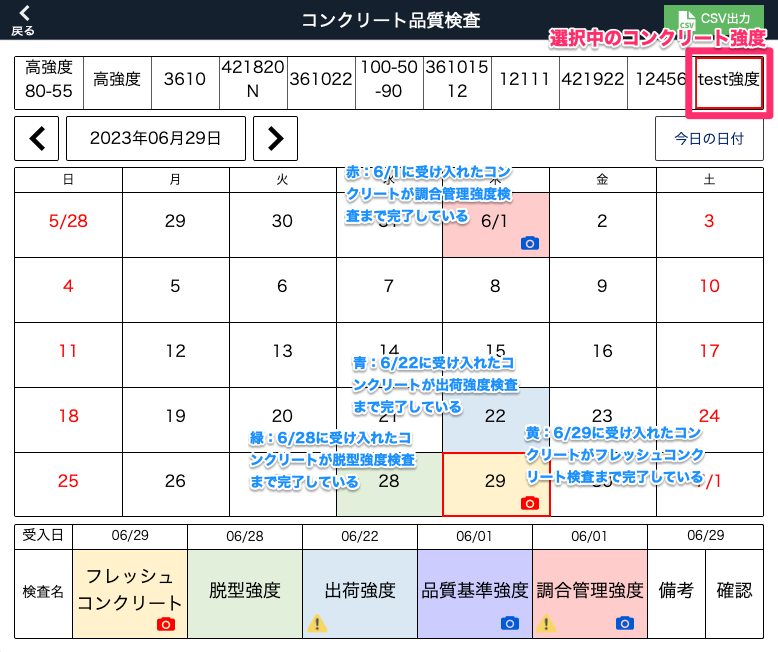 戻る
コンクリート品質検査
CSV
CSV出力
選択中のコンクリート強度
高強度
80-55
高強度
3610
421820
N
361022
100-50
-90
361015
12
12111
421922
12456
test強度
2023年06月29日
今日の日付
日 月 火 水 木 金 土
赤：6/1に受け入れたコン
クリートが調合管理強度検
査まで完了している
5/28 29 30 31 6/1 2 3
4 5 6 7 8 9 10
11 12 13 14 15 16 17
青：6/22に受け入れたコ
ンクリートが出荷強度検査
まで完了している
18 19 20 21 22 23 24
緑：6/28に受け入れたコ
ンクリートが脱型強度検査
まで完了している
黄：6/29に受け入れたコン
クリートがフレッシュコンク
リート検査まで完了している
25 26 28 29 30 7/1
受入日 06/29 06/28 06/22 06/01 06/01 06/29
検査名
フレッシュ
コンクリート
脱型強度
出荷強度
品質基準強度
調合管理強度
備考
確認